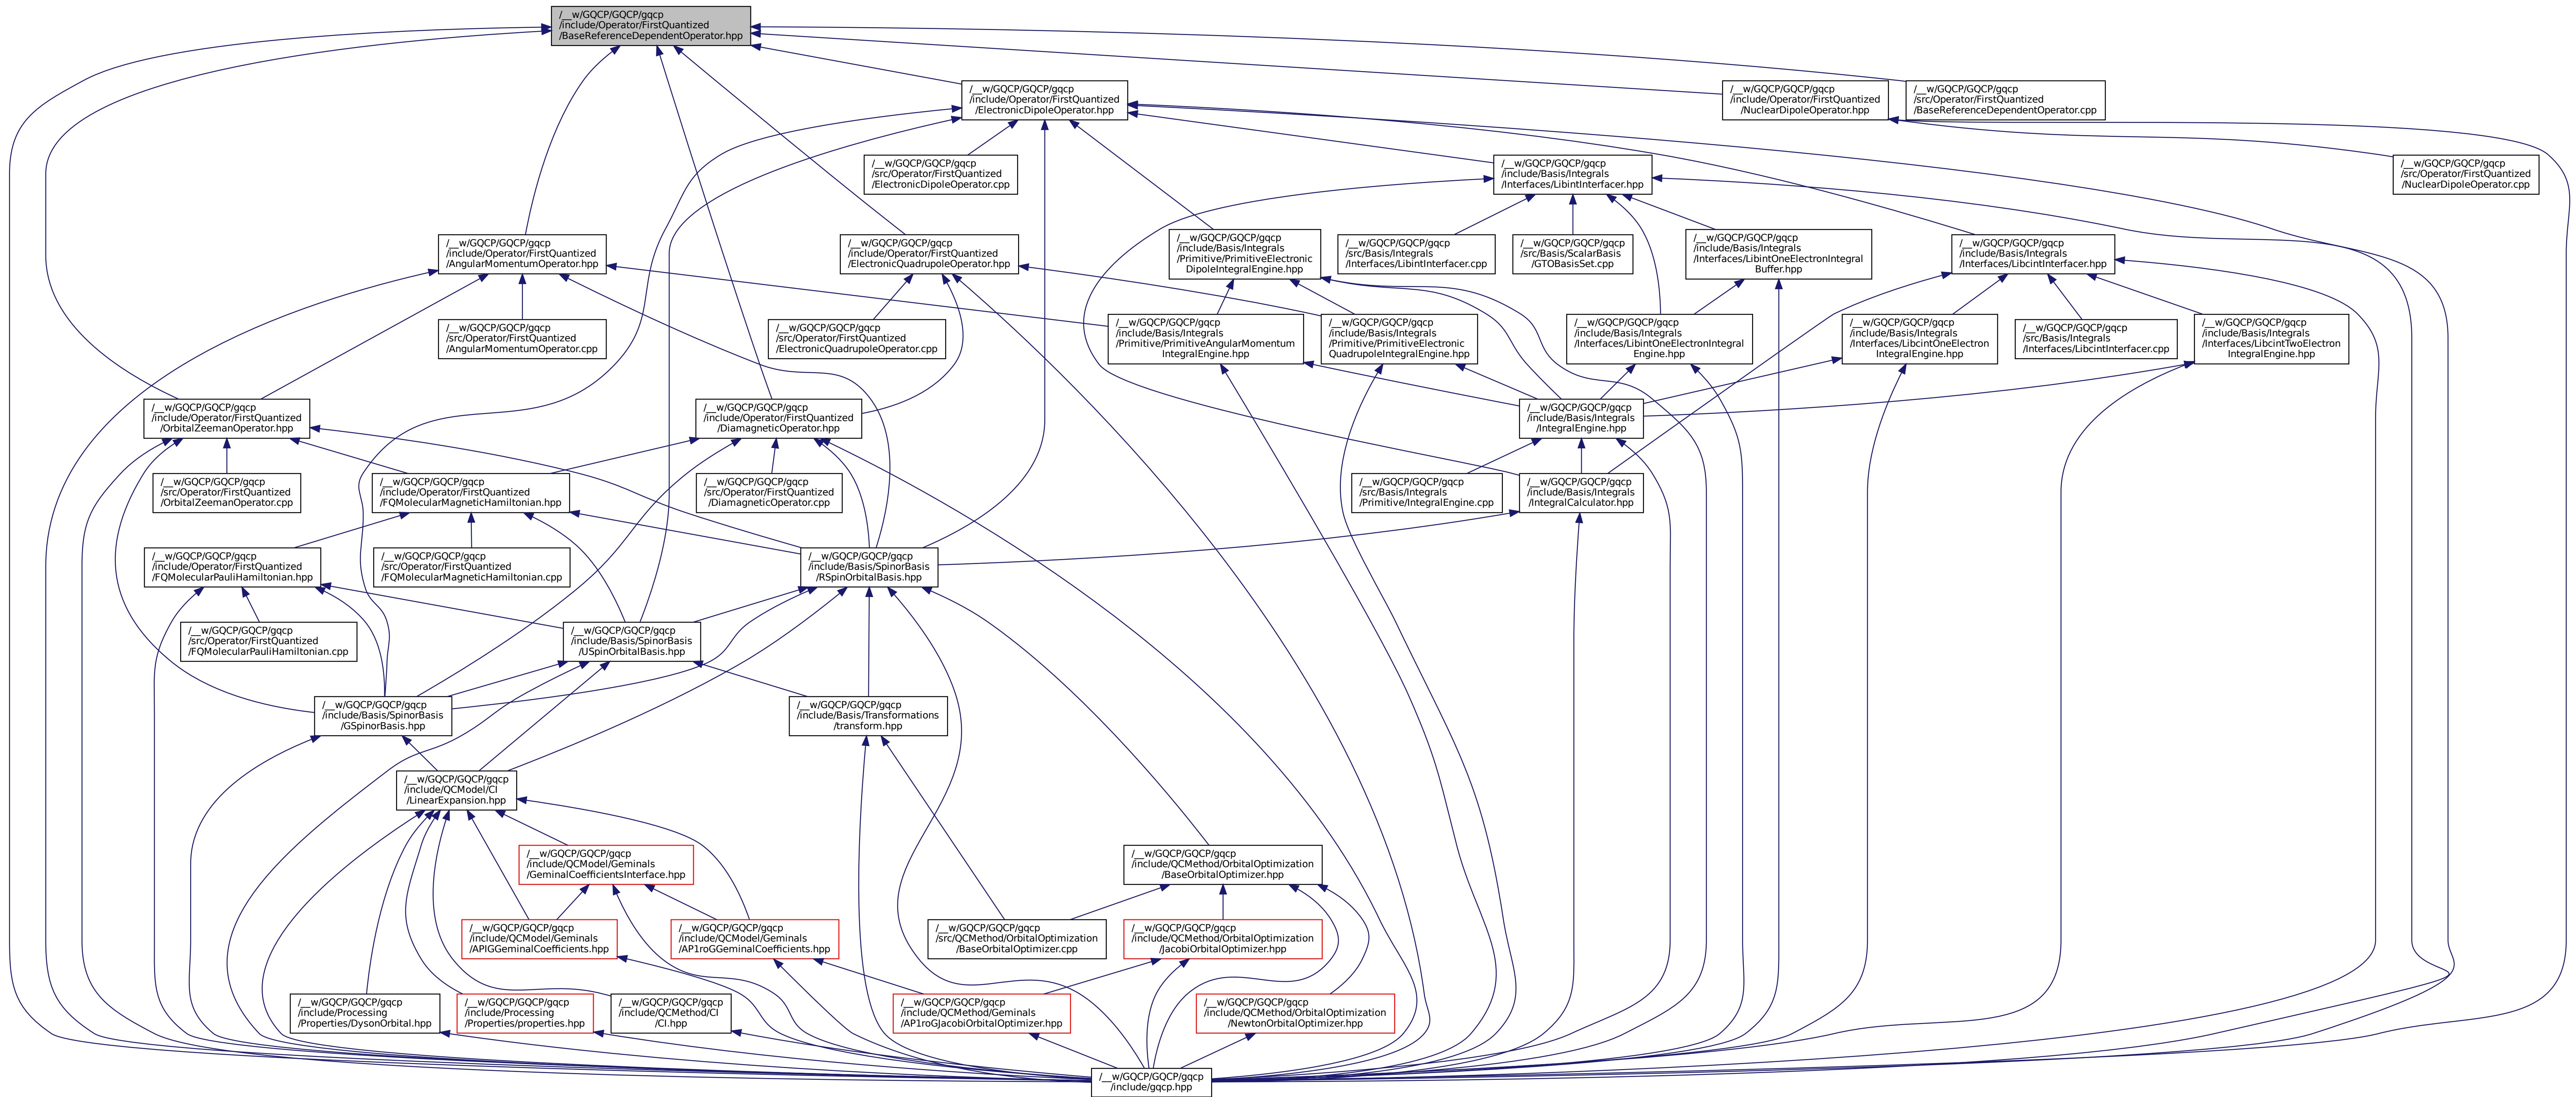 /__w/GQCP/GQCP/gqcp
/include/Operator/FirstQuantized
/BaseReferenceDependentOperator.hpp
/__w/GQCP/GQCP/gqcp
/include/Operator/FirstQuantized
/ElectronicDipoleOperator.hpp
/__w/GQCP/GQCP/gqcp
/include/Operator/FirstQuantized
/NuclearDipoleOperator.hpp
/__w/GQCP/GQCP/gqcp
/src/Operator/FirstQuantized
/BaseReferenceDependentOperator.cpp
/__w/GQCP/GQCP/gqcp
/src/Operator/FirstQuantized
/ElectronicDipoleOperator.cpp
/__w/GQCP/GQCP/gqcp
/include/Basis/Integrals
/Interfaces/LibintInterfacer.hpp
/__w/GQCP/GQCP/gqcp
/src/Operator/FirstQuantized
/NuclearDipoleOperator.cpp
/__w/GQCP/GQCP/gqcp
/include/Operator/FirstQuantized
/AngularMomentumOperator.hpp
/__w/GQCP/GQCP/gqcp
/include/Operator/FirstQuantized
/ElectronicQuadrupoleOperator.hpp
/__w/GQCP/GQCP/gqcp
/include/Basis/Integrals
/Primitive/PrimitiveElectronic
DipoleIntegralEngine.hpp
/__w/GQCP/GQCP/gqcp
/src/Basis/Integrals
/Interfaces/LibintInterfacer.cpp
/__w/GQCP/GQCP/gqcp
/src/Basis/ScalarBasis
/GTOBasisSet.cpp
/__w/GQCP/GQCP/gqcp
/include/Basis/Integrals
/Interfaces/LibintOneElectronIntegral
Buffer.hpp
/__w/GQCP/GQCP/gqcp
/include/Basis/Integrals
/Interfaces/LibcintInterfacer.hpp
/__w/GQCP/GQCP/gqcp
/src/Operator/FirstQuantized
/AngularMomentumOperator.cpp
/__w/GQCP/GQCP/gqcp
/src/Operator/FirstQuantized
/ElectronicQuadrupoleOperator.cpp
/__w/GQCP/GQCP/gqcp
/include/Basis/Integrals
/Primitive/PrimitiveAngularMomentum
IntegralEngine.hpp
/__w/GQCP/GQCP/gqcp
/include/Basis/Integrals
/Primitive/PrimitiveElectronic
QuadrupoleIntegralEngine.hpp
/__w/GQCP/GQCP/gqcp
/include/Basis/Integrals
/Interfaces/LibintOneElectronIntegral
Engine.hpp
/__w/GQCP/GQCP/gqcp
/include/Basis/Integrals
/Interfaces/LibcintOneElectron
IntegralEngine.hpp
/__w/GQCP/GQCP/gqcp
/src/Basis/Integrals
/Interfaces/LibcintInterfacer.cpp
/__w/GQCP/GQCP/gqcp
/include/Basis/Integrals
/Interfaces/LibcintTwoElectron
IntegralEngine.hpp
/__w/GQCP/GQCP/gqcp
/include/Operator/FirstQuantized
/OrbitalZeemanOperator.hpp
/__w/GQCP/GQCP/gqcp
/include/Operator/FirstQuantized
/DiamagneticOperator.hpp
/__w/GQCP/GQCP/gqcp
/include/Basis/Integrals
/IntegralEngine.hpp
/__w/GQCP/GQCP/gqcp
/src/Operator/FirstQuantized
/OrbitalZeemanOperator.cpp
/__w/GQCP/GQCP/gqcp
/include/Operator/FirstQuantized
/FQMolecularMagneticHamiltonian.hpp
/__w/GQCP/GQCP/gqcp
/src/Operator/FirstQuantized
/DiamagneticOperator.cpp
/__w/GQCP/GQCP/gqcp
/src/Basis/Integrals
/Primitive/IntegralEngine.cpp
/__w/GQCP/GQCP/gqcp
/include/Basis/Integrals
/IntegralCalculator.hpp
/__w/GQCP/GQCP/gqcp
/include/Operator/FirstQuantized
/FQMolecularPauliHamiltonian.hpp
/__w/GQCP/GQCP/gqcp
/src/Operator/FirstQuantized
/FQMolecularMagneticHamiltonian.cpp
/__w/GQCP/GQCP/gqcp
/include/Basis/SpinorBasis
/RSpinOrbitalBasis.hpp
/__w/GQCP/GQCP/gqcp
/src/Operator/FirstQuantized
/FQMolecularPauliHamiltonian.cpp
/__w/GQCP/GQCP/gqcp
/include/Basis/SpinorBasis
/USpinOrbitalBasis.hpp
/__w/GQCP/GQCP/gqcp
/include/Basis/SpinorBasis
/GSpinorBasis.hpp
/__w/GQCP/GQCP/gqcp
/include/Basis/Transformations
/transform.hpp
/__w/GQCP/GQCP/gqcp
/include/QCModel/CI
/LinearExpansion.hpp
/__w/GQCP/GQCP/gqcp
/include/QCModel/Geminals
/GeminalCoefficientsInterface.hpp
/__w/GQCP/GQCP/gqcp
/include/QCMethod/OrbitalOptimization
/BaseOrbitalOptimizer.hpp
/__w/GQCP/GQCP/gqcp
/include/QCModel/Geminals
/APIGGeminalCoefficients.hpp
/__w/GQCP/GQCP/gqcp
/include/QCModel/Geminals
/AP1roGGeminalCoefficients.hpp
/__w/GQCP/GQCP/gqcp
/src/QCMethod/OrbitalOptimization
/BaseOrbitalOptimizer.cpp
/__w/GQCP/GQCP/gqcp
/include/QCMethod/OrbitalOptimization
/JacobiOrbitalOptimizer.hpp
/__w/GQCP/GQCP/gqcp
/include/Processing
/Properties/DysonOrbital.hpp
/__w/GQCP/GQCP/gqcp
/include/Processing
/Properties/properties.hpp
/__w/GQCP/GQCP/gqcp
/include/QCMethod/CI
/CI.hpp
/__w/GQCP/GQCP/gqcp
/include/QCMethod/Geminals
/AP1roGJacobiOrbitalOptimizer.hpp
/__w/GQCP/GQCP/gqcp
/include/QCMethod/OrbitalOptimization
/NewtonOrbitalOptimizer.hpp
/__w/GQCP/GQCP/gqcp
/include/gqcp.hpp